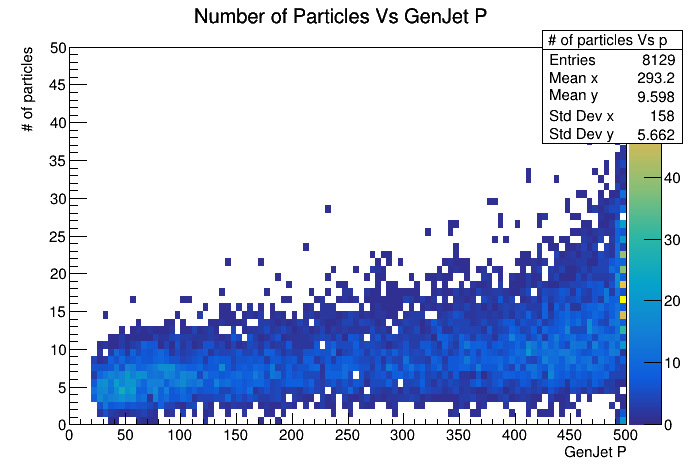 Number of Particles Vs GenJet P
# of particles Vs p
Entries 8129
Mean x 293.2
Mean y 9.598
Std Dev x 158
Std Dev y 5.662
# of particles
50
45
40
35
30
25
20
15
10
5
0
0 50 100 150 200 250 300 350 400 450 500
GenJet P
40
30
20
10
0